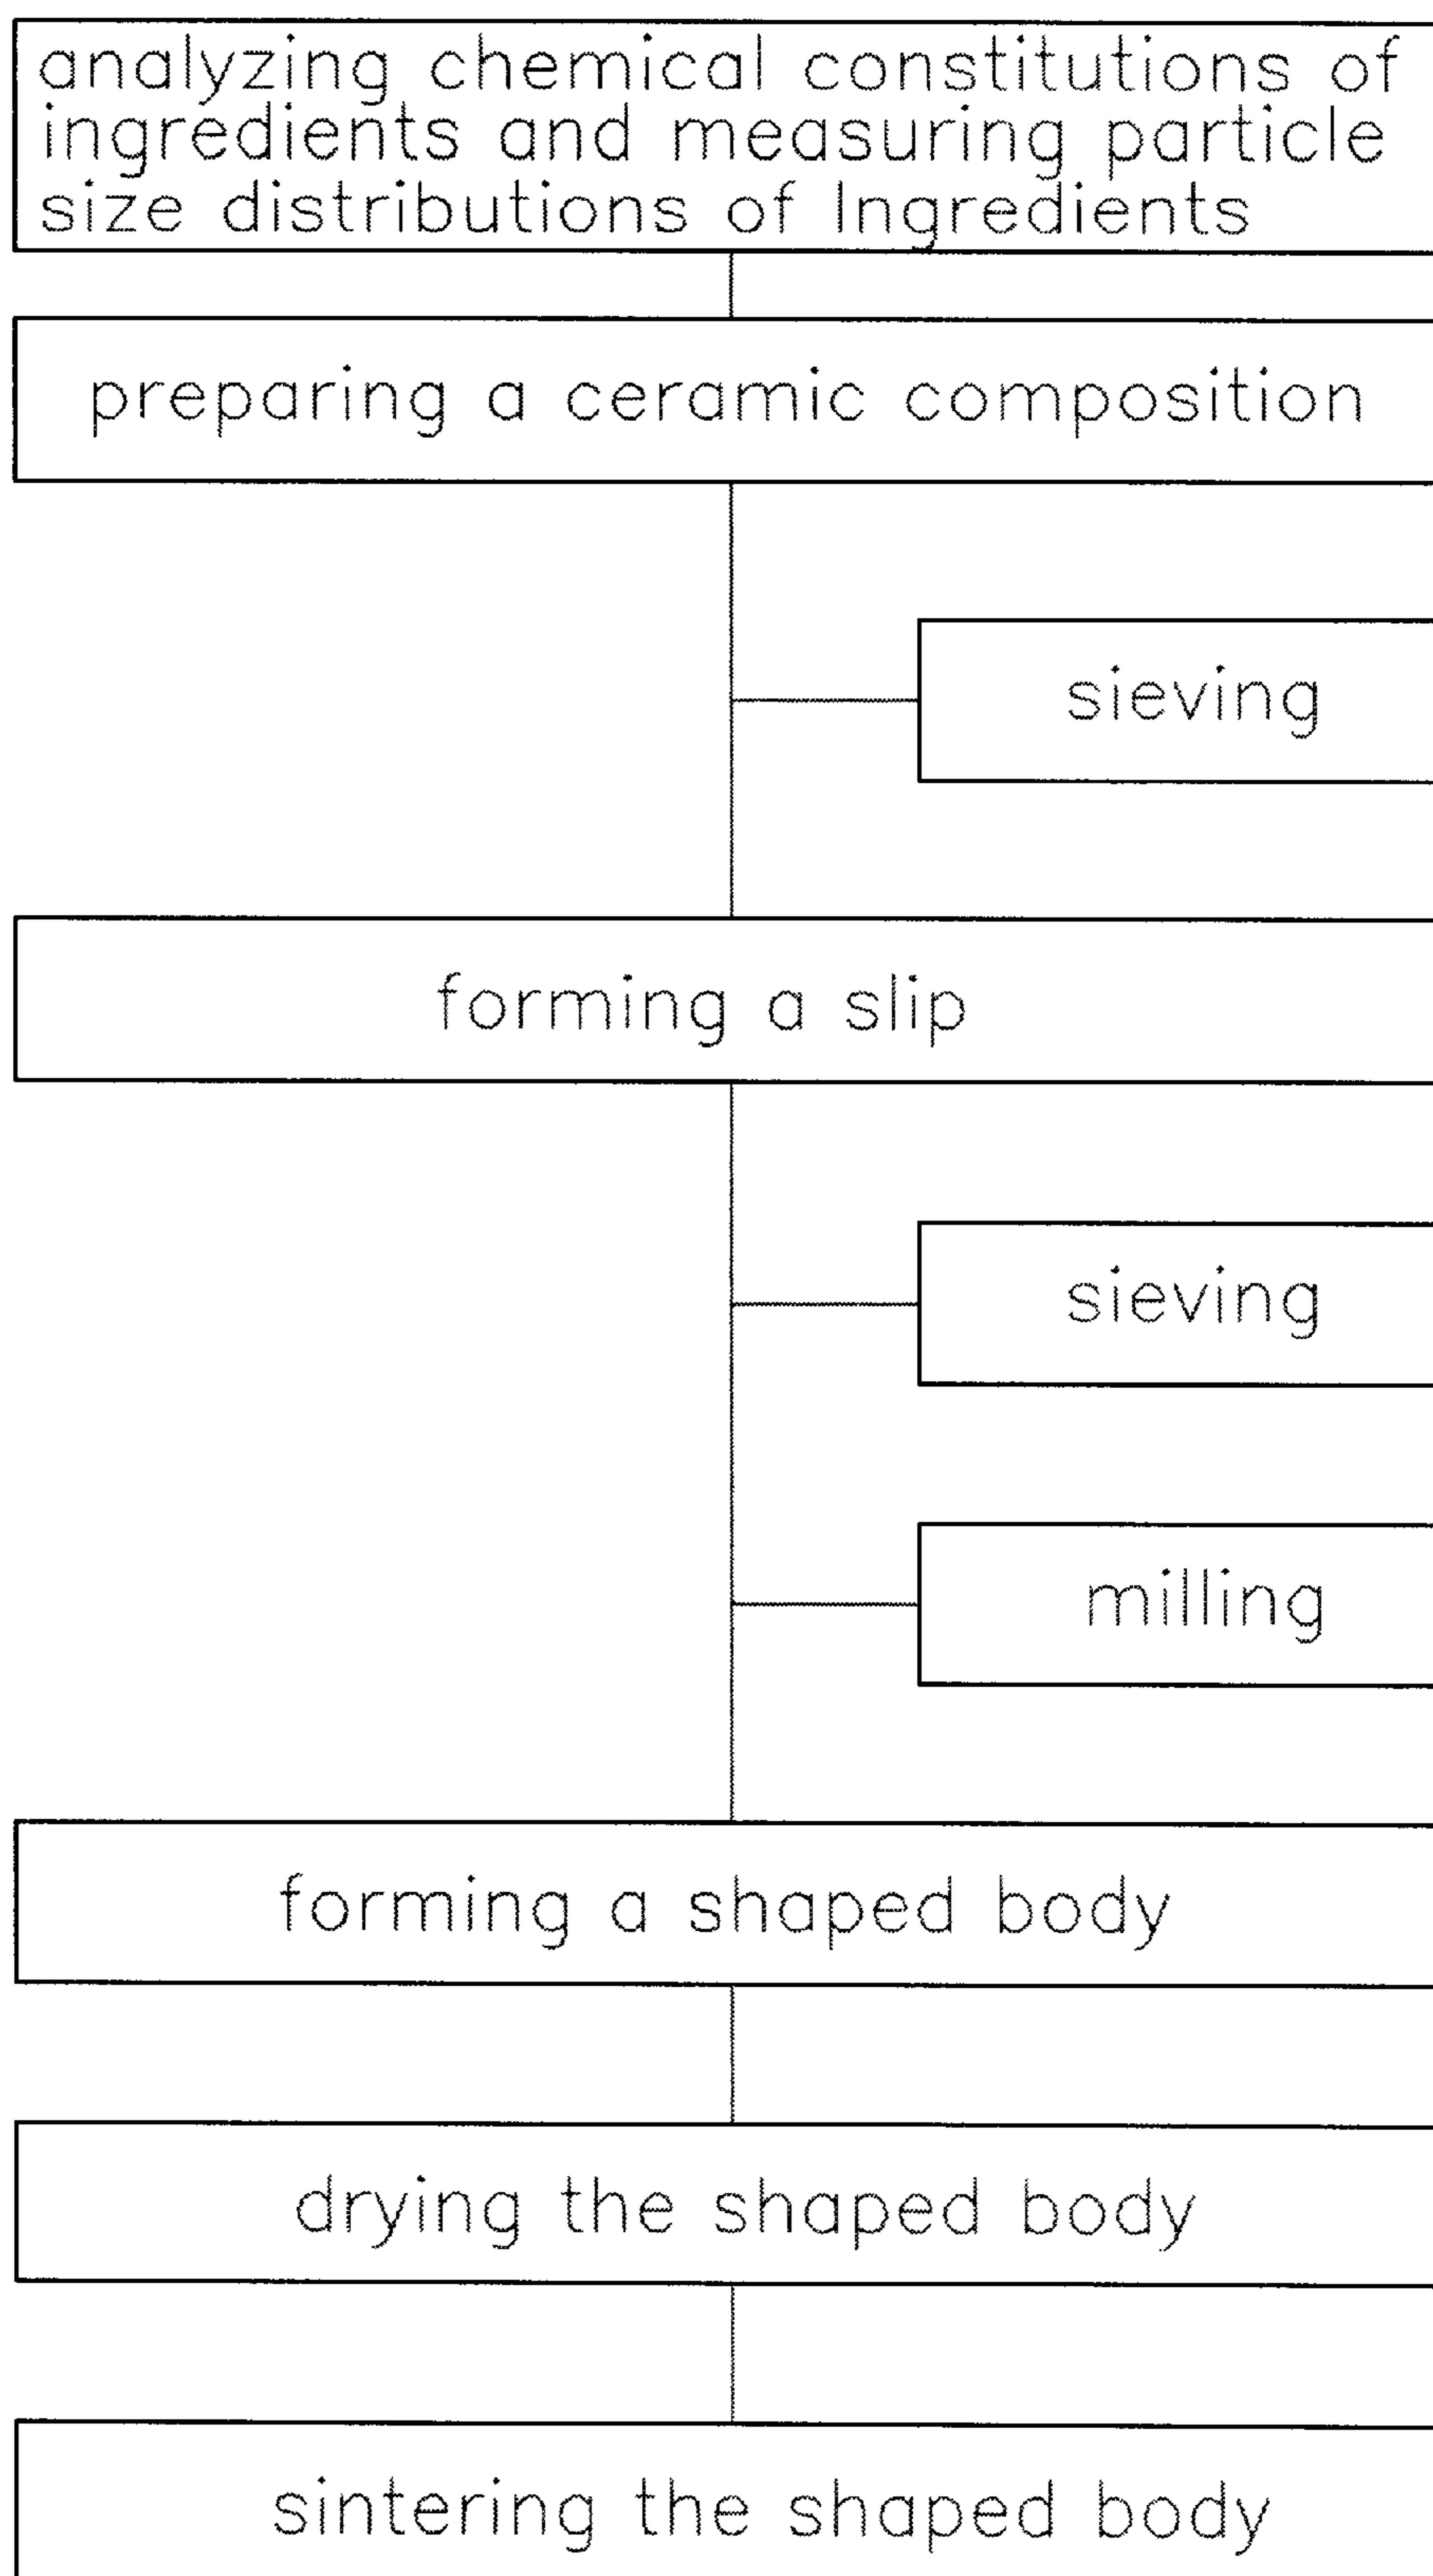 analyzing chemical constitutions of
ingredients and measuring particle
size distributions of Ingredients
preparing a ceramic composition
sieving
forming a slip
sieving
milling
forming a shaped body
drying the shaped body
sintering the shaped body